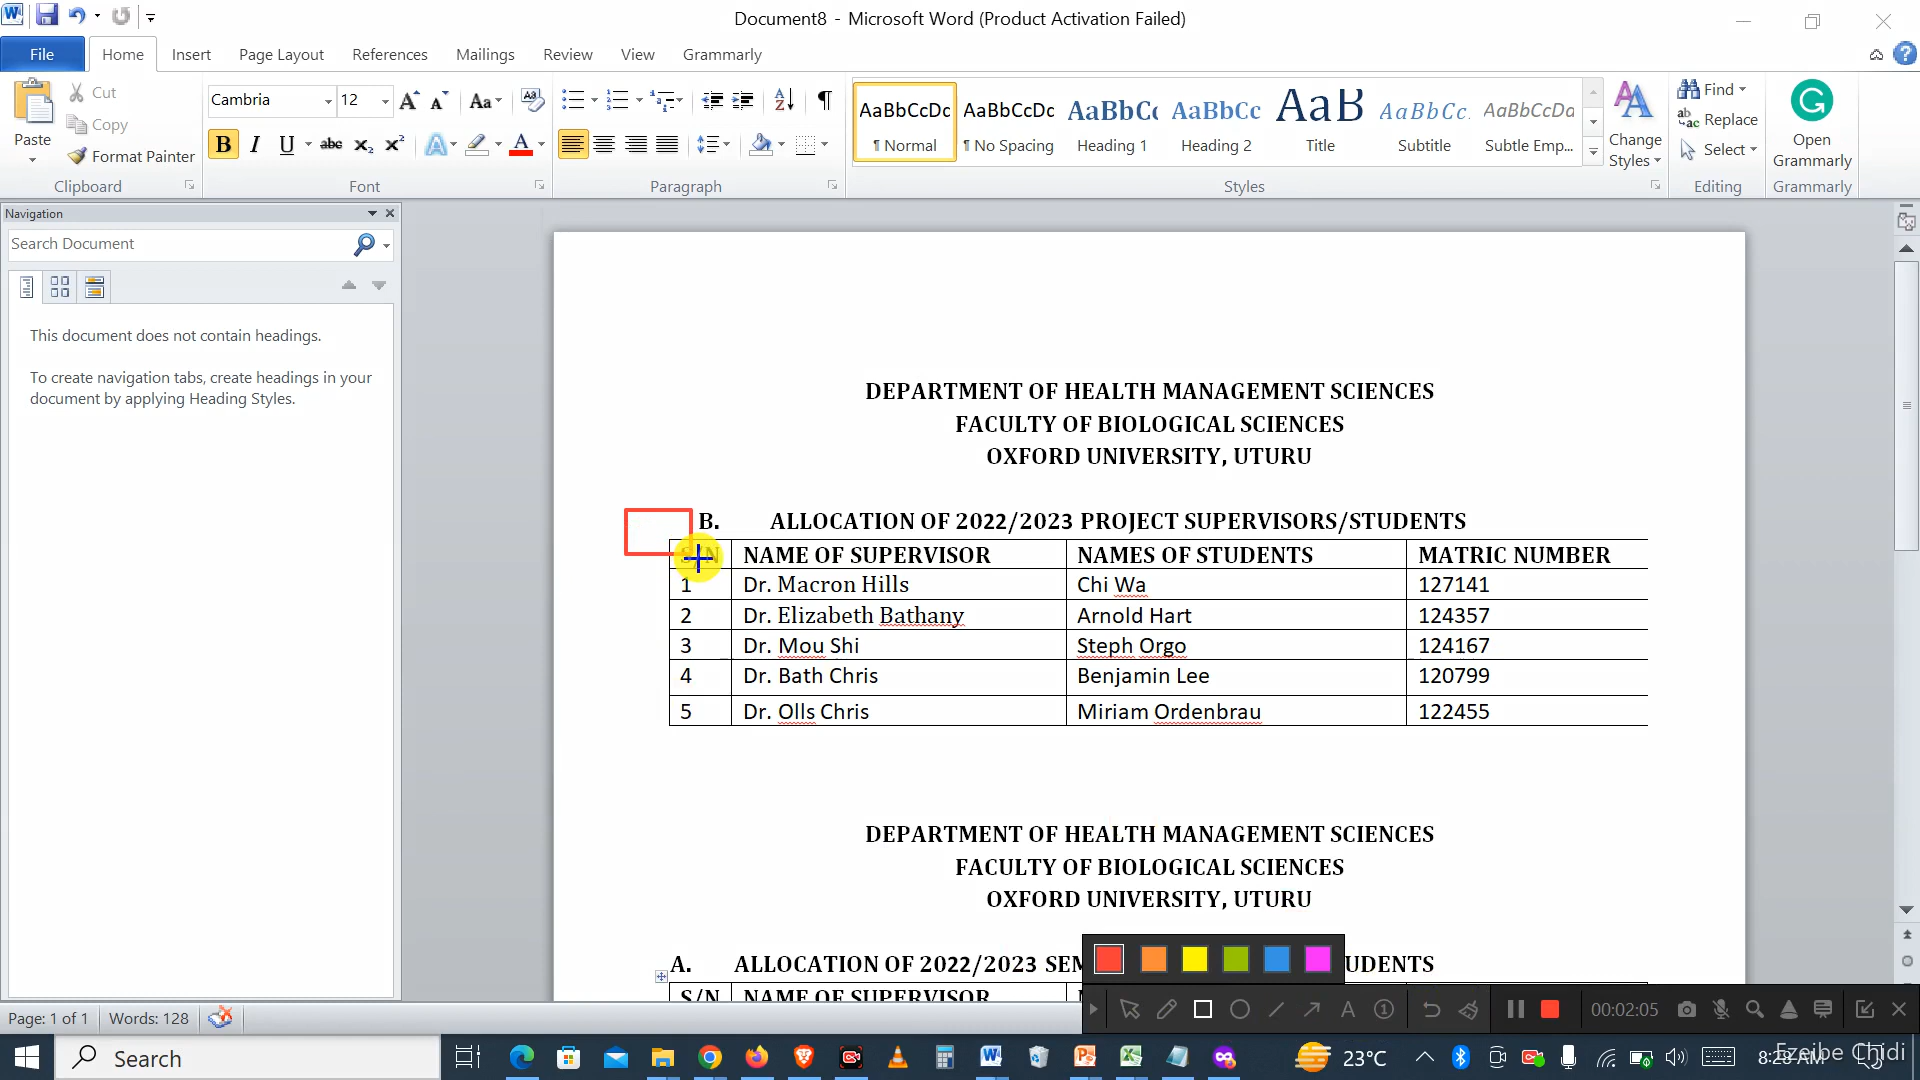 Document8 - Microsoft Word (Product Activation Failed)
File Home Insert Page Layout References Mailings Review View Grammarly
Paste
Cut
Copy
Format Painter
Clipboard
Cambria 12
Font
Paragraph
AaBbCcDc AaBbCcDc AaBbC AaBbCc AaB AaBbCc. AaBbCcDa
¶ Normal ¶ No Spacing Heading 1 Heading 2 Title Subtitle Subtle Emp...
Styles
Change Styles
Find
Replace
Select
Editing
Open Grammarly
Grammarly
Navigation
Search Document
This document does not contain headings.
To create navigation tabs, create headings in your
document by applying Heading Styles.
DEPARTMENT OF HEALTH MANAGEMENT SCIENCES
FACULTY OF BIOLOGICAL SCIENCES
OXFORD UNIVERSITY, UTURU
B. ALLOCATION OF 2022/2023 PROJECT SUPERVISORS/STUDENTS
S/N NAME OF SUPERVISOR NAMES OF STUDENTS MATRIC NUMBER
1 Dr. Macron Hills Chi Wa 127141
2 Dr. Elizabeth Bathany Arnold Hart 124357
3 Dr. Mou Shi Steph Orgo 124167
4 Dr. Bath Chris Benjamin Lee 120799
5 Dr. Olls Chris Miriam Ordenbrau 122455
DEPARTMENT OF HEALTH MANAGEMENT SCIENCES
FACULTY OF BIOLOGICAL SCIENCES
OXFORD UNIVERSITY, UTURU
A. ALLOCATION OF 2022/2023 SEM UDENTS
S/N NAME OF SUPERVISOR
00:02:05
Page: 1 of 1 Words: 128
Search
23°C
Ezeibe Chidi